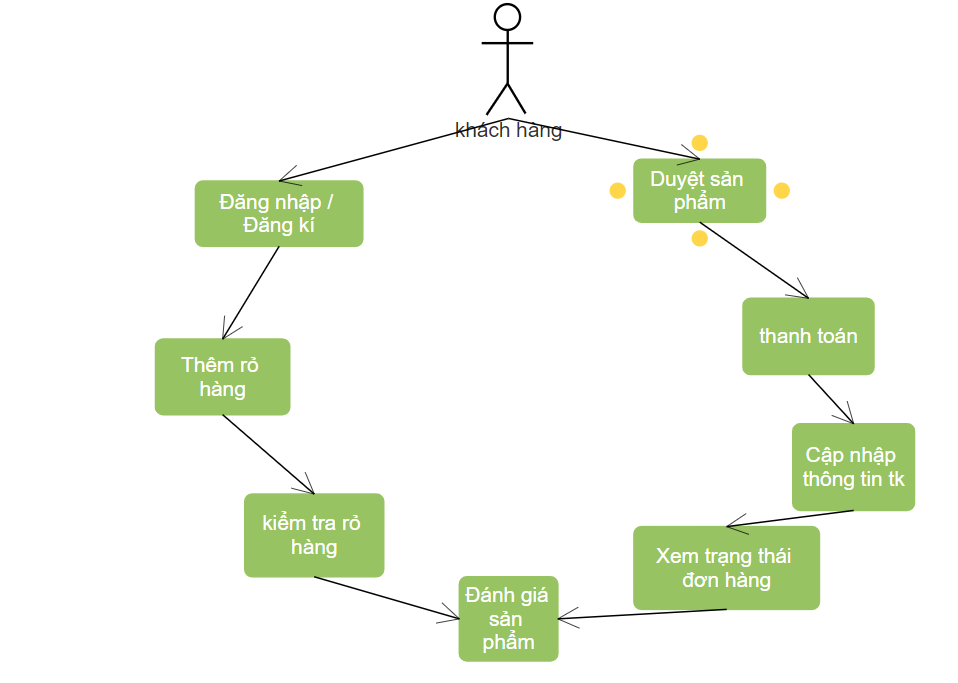 khách hàng
Đăng nhập /
Đăng kí
Thêm rỏ
hàng
kiểm tra rỏ
hàng
Duyệt sản
phẩm
thanh toán
Cập nhập
thông tin tk
Xem trạng thái
đơn hàng
Đánh giá
sản
phẩm